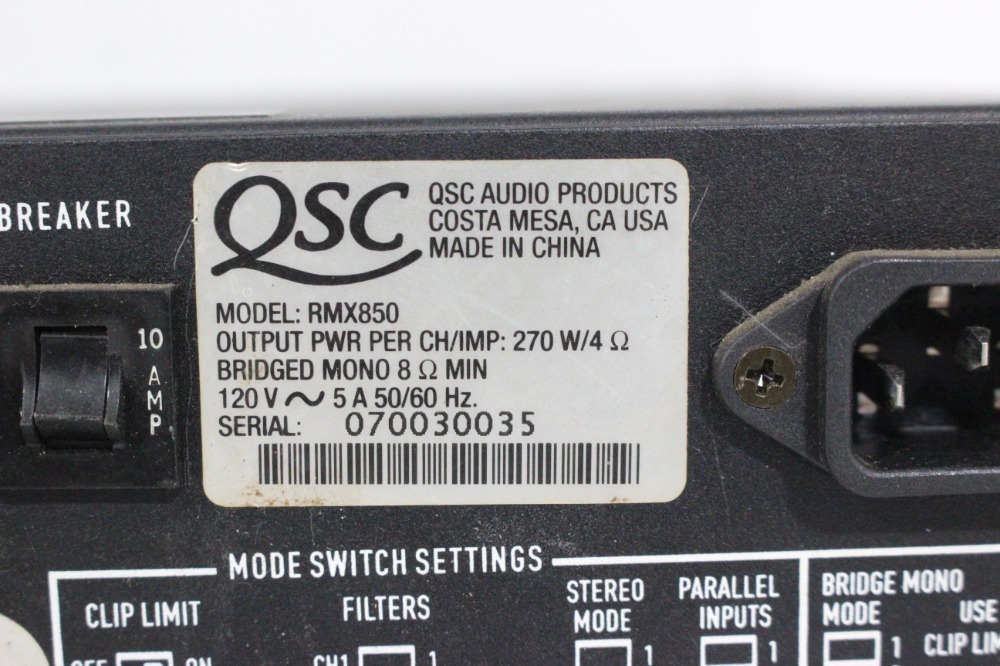 BREAKER
10
AMP
QSC
QSC AUDIO PRODUCTS
COSTA MESA, CA USA
MADE IN CHINA
MODEL: RMX850
OUTPUT PWR PER CH/IMP: 270 W/4 Ω
BRIDGED MONO 8 Ω MIN
120 V ~ 5 A 50/60 Hz.
SERIAL: 070030035
MODE SWITCH SETTINGS
CLIP LIMIT
OFF ON
FILTERS
CH1 1
STEREO
MODE
1
PARALLEL
INPUTS
1
BRIDGE MONO
MODE
1
USE
CLIP